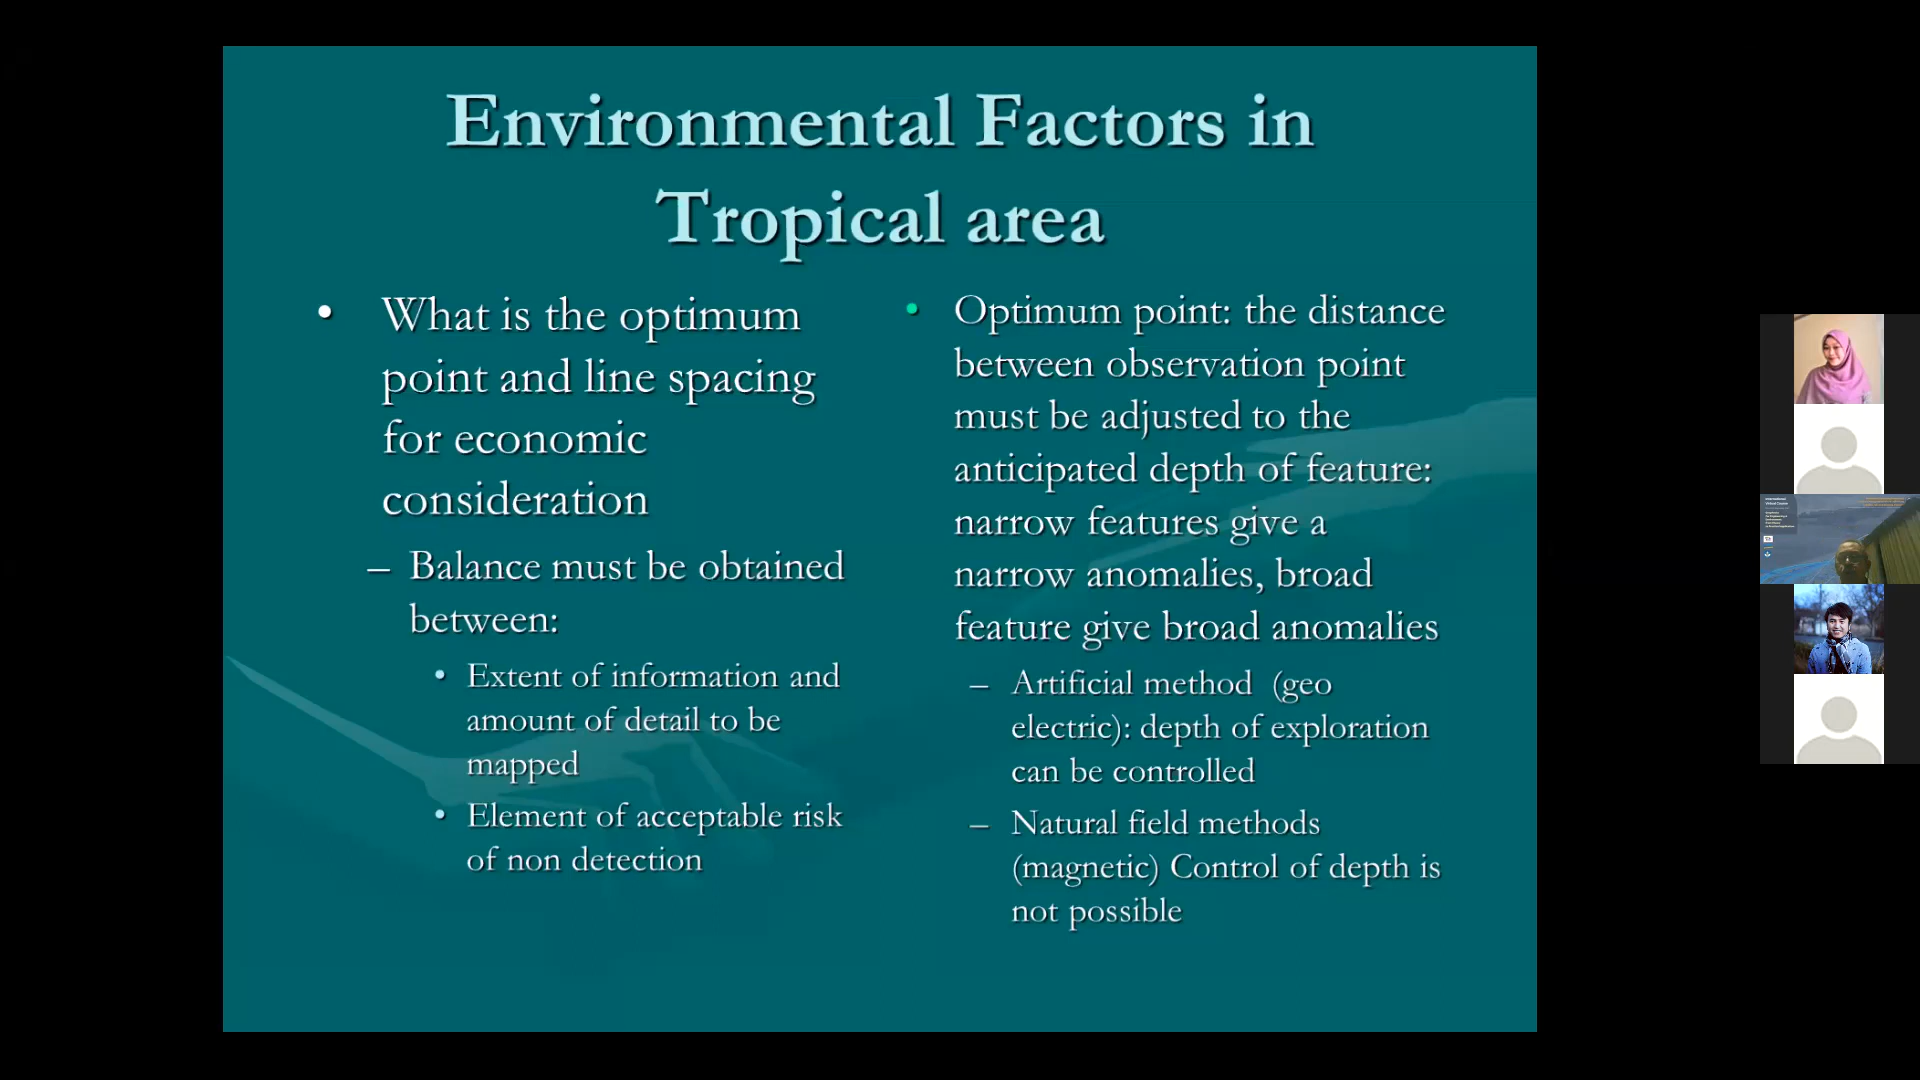 Environmental Factors in
Tropical area
• What is the optimum
point and line spacing
for economic
consideration
– Balance must be obtained
between:
• Extent of information and
amount of detail to be
mapped
• Element of acceptable risk
of non detection
• Optimum point: the distance
between observation point
must be adjusted to the
anticipated depth of feature:
narrow features give a
narrow anomalies, broad
feature give broad anomalies
– Artificial method (geo
electric): depth of exploration
can be controlled
– Natural field methods
(magnetic) Control of depth is
not possible
International
Virtual Course